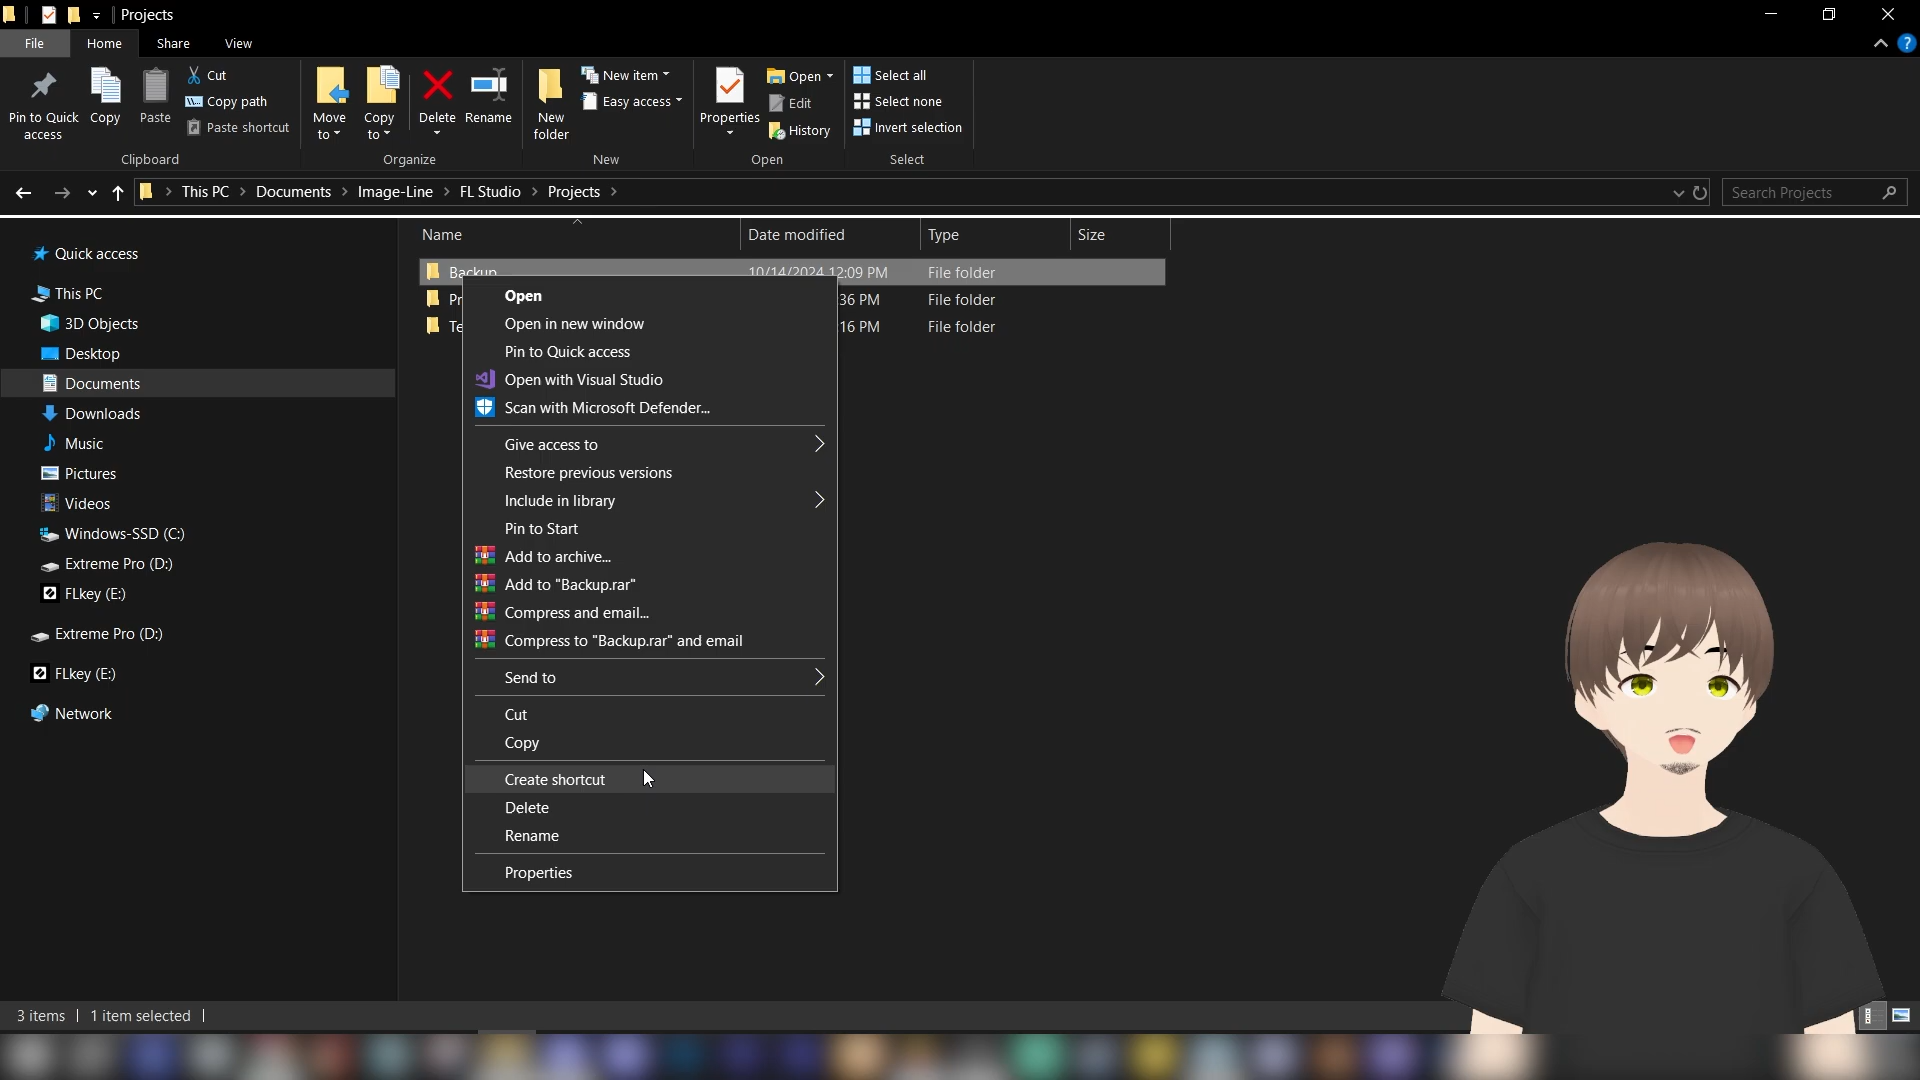 Projects
File Home Share View
Pin to Quick access
Copy
Paste
Cut
Copy path
Paste shortcut
Clipboard
Move to
Copy to
Delete
Rename
Organize
New folder
New item
Easy access
New
Properties
Open
Edit
History
Open
Select all
Select none
Invert selection
Select
This PC > Documents > Image-Line > FL Studio > Projects >
Search Projects
Quick access
This PC
3D Objects
Desktop
Documents
Downloads
Music
Pictures
Videos
Windows-SSD (C:)
Extreme Pro (D:)
FLkey (E:)
Extreme Pro (D:)
FLkey (E:)
Network
Name Date modified Type Size
Backup 10/14/2024 12:09 PM File folder
Pr 36 PM File folder
Te 16 PM File folder
Open
Open in new window
Pin to Quick access
Open with Visual Studio
Scan with Microsoft Defender...
Give access to
Restore previous versions
Include in library
Pin to Start
Add to archive...
Add to "Backup.rar"
Compress and email...
Compress to "Backup.rar" and email
Send to
Cut
Copy
Create shortcut
Delete
Rename
Properties
3 items
1 item selected